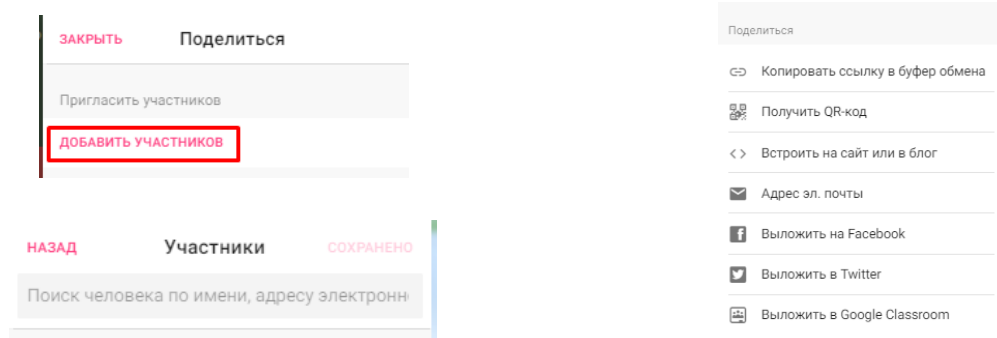 ЗАКРЫТЬ Поделиться
Пригласить участников
ДОБАВИТЬ УЧАСТНИКОВ
НАЗАД Участники СОХРАНЕНО
Поиск человека по имени, адресу электронн
Поделиться
Копировать ссылку в буфер обмена
Получить QR-код
Встроить на сайт или в блог
Адрес эл. почты
Выложить на Facebook
Выложить в Twitter
Выложить в Google Classroom